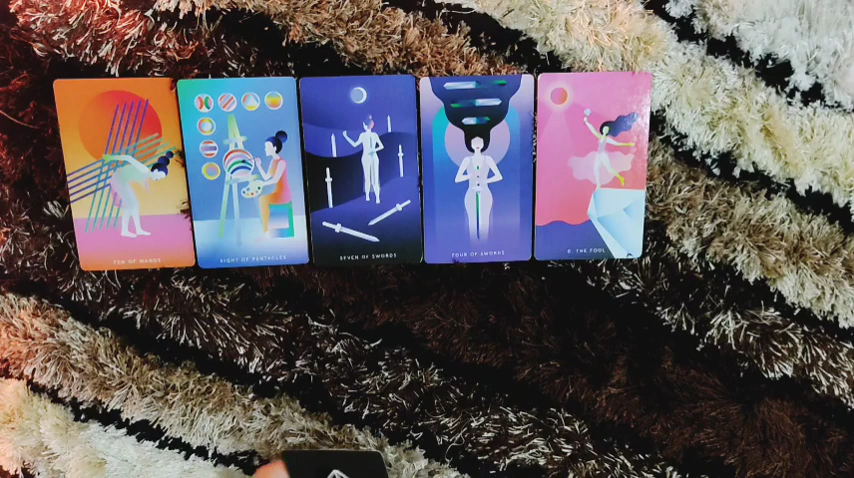 TEN OF WANDS
EIGHT OF PENTACLES
SEVEN OF SWORDS
FOUR OF SWORDS
0. THE FOOL